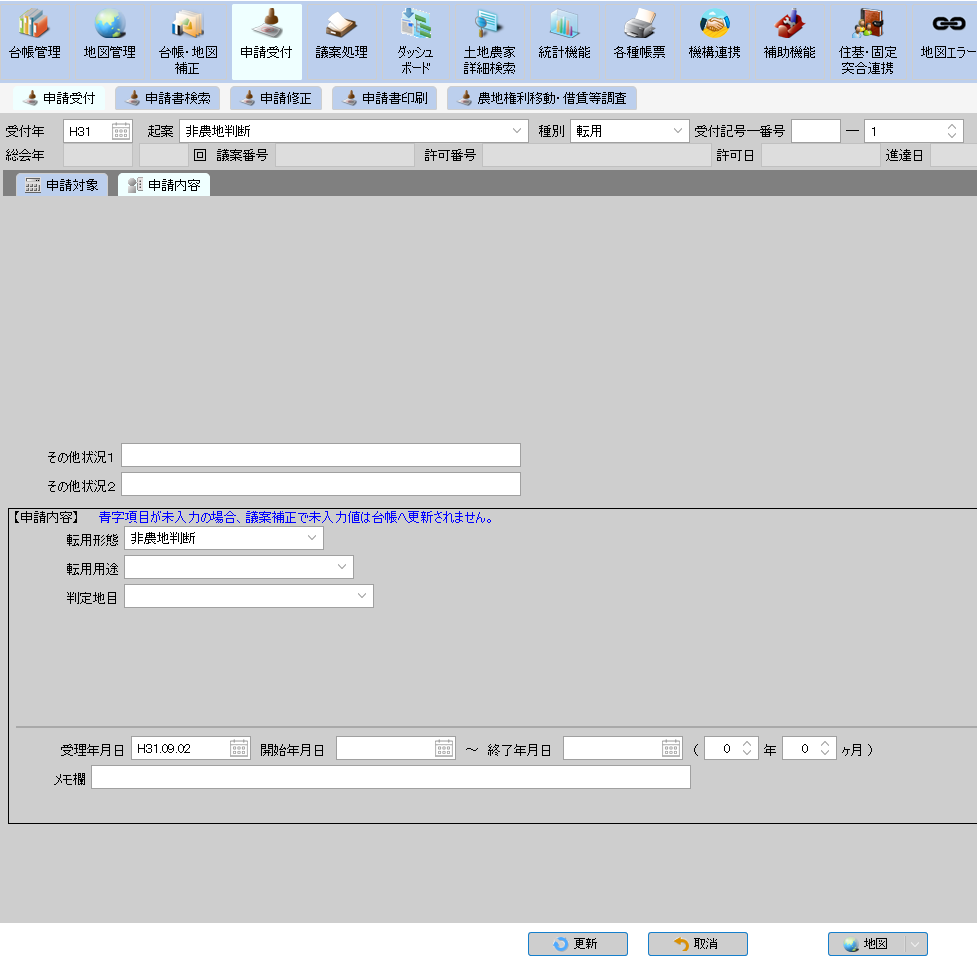 台帳管理 地図管理 台帳・地図補正 申請受付 議案処理 ダッシュボード 土地農家詳細検索 統計機能 各種帳票 機構連携 補助機能 住基・固定突合連携 地図エラー
申請受付 申請書検索 申請修正 申請書印刷 農地権利移動・借賃等調査
受付年 H31 起案 非農地判断 種別 転用 受付記号ー番号 ー 1
総会年 回 議案番号 許可番号 許可日 進達日
申請対象 申請内容
その他状況1
その他状況2
【申請内容】 青字項目が未入力の場合、議案補正で未入力値は台帳へ更新されません。
転用形態 非農地判断
転用用途
判定地目
受理年月日 H31.09.02 開始年月日 ～ 終了年月日 ( 0 年 0 ヶ月 )
メモ欄
更新 取消 地図